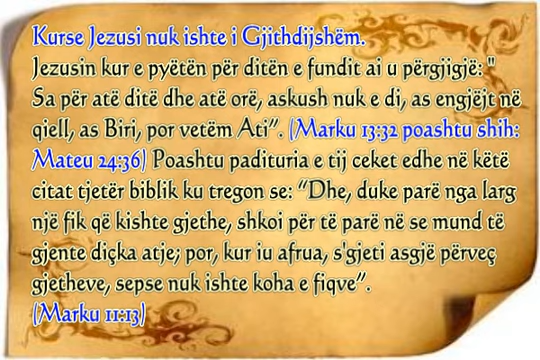 Kurse Jezusi nuk ishte i Gjithdijshëm.
Jezusin kur e pyëtën për ditën e fundit ai u përgjigjë: "
Sa për atë ditë dhe atë orë, askush nuk e di, as engjëjt në
qiell, as Biri, por vetëm Ati”. (Marku 13:32 poashtu shih:
Mateu 24:36) Poashtu padituria e tij ceket edhe në këtë
citat tjetër biblik ku tregon se: “Dhe, duke parë nga larg
një fik që kishte gjethe, shkoi për të parë në se mund të
gjente diçka atje; por, kur iu afrua, s'gjeti asgjë përveç
gjetheve, sepse nuk ishte koha e fiqve”.
(Marku 11:13)